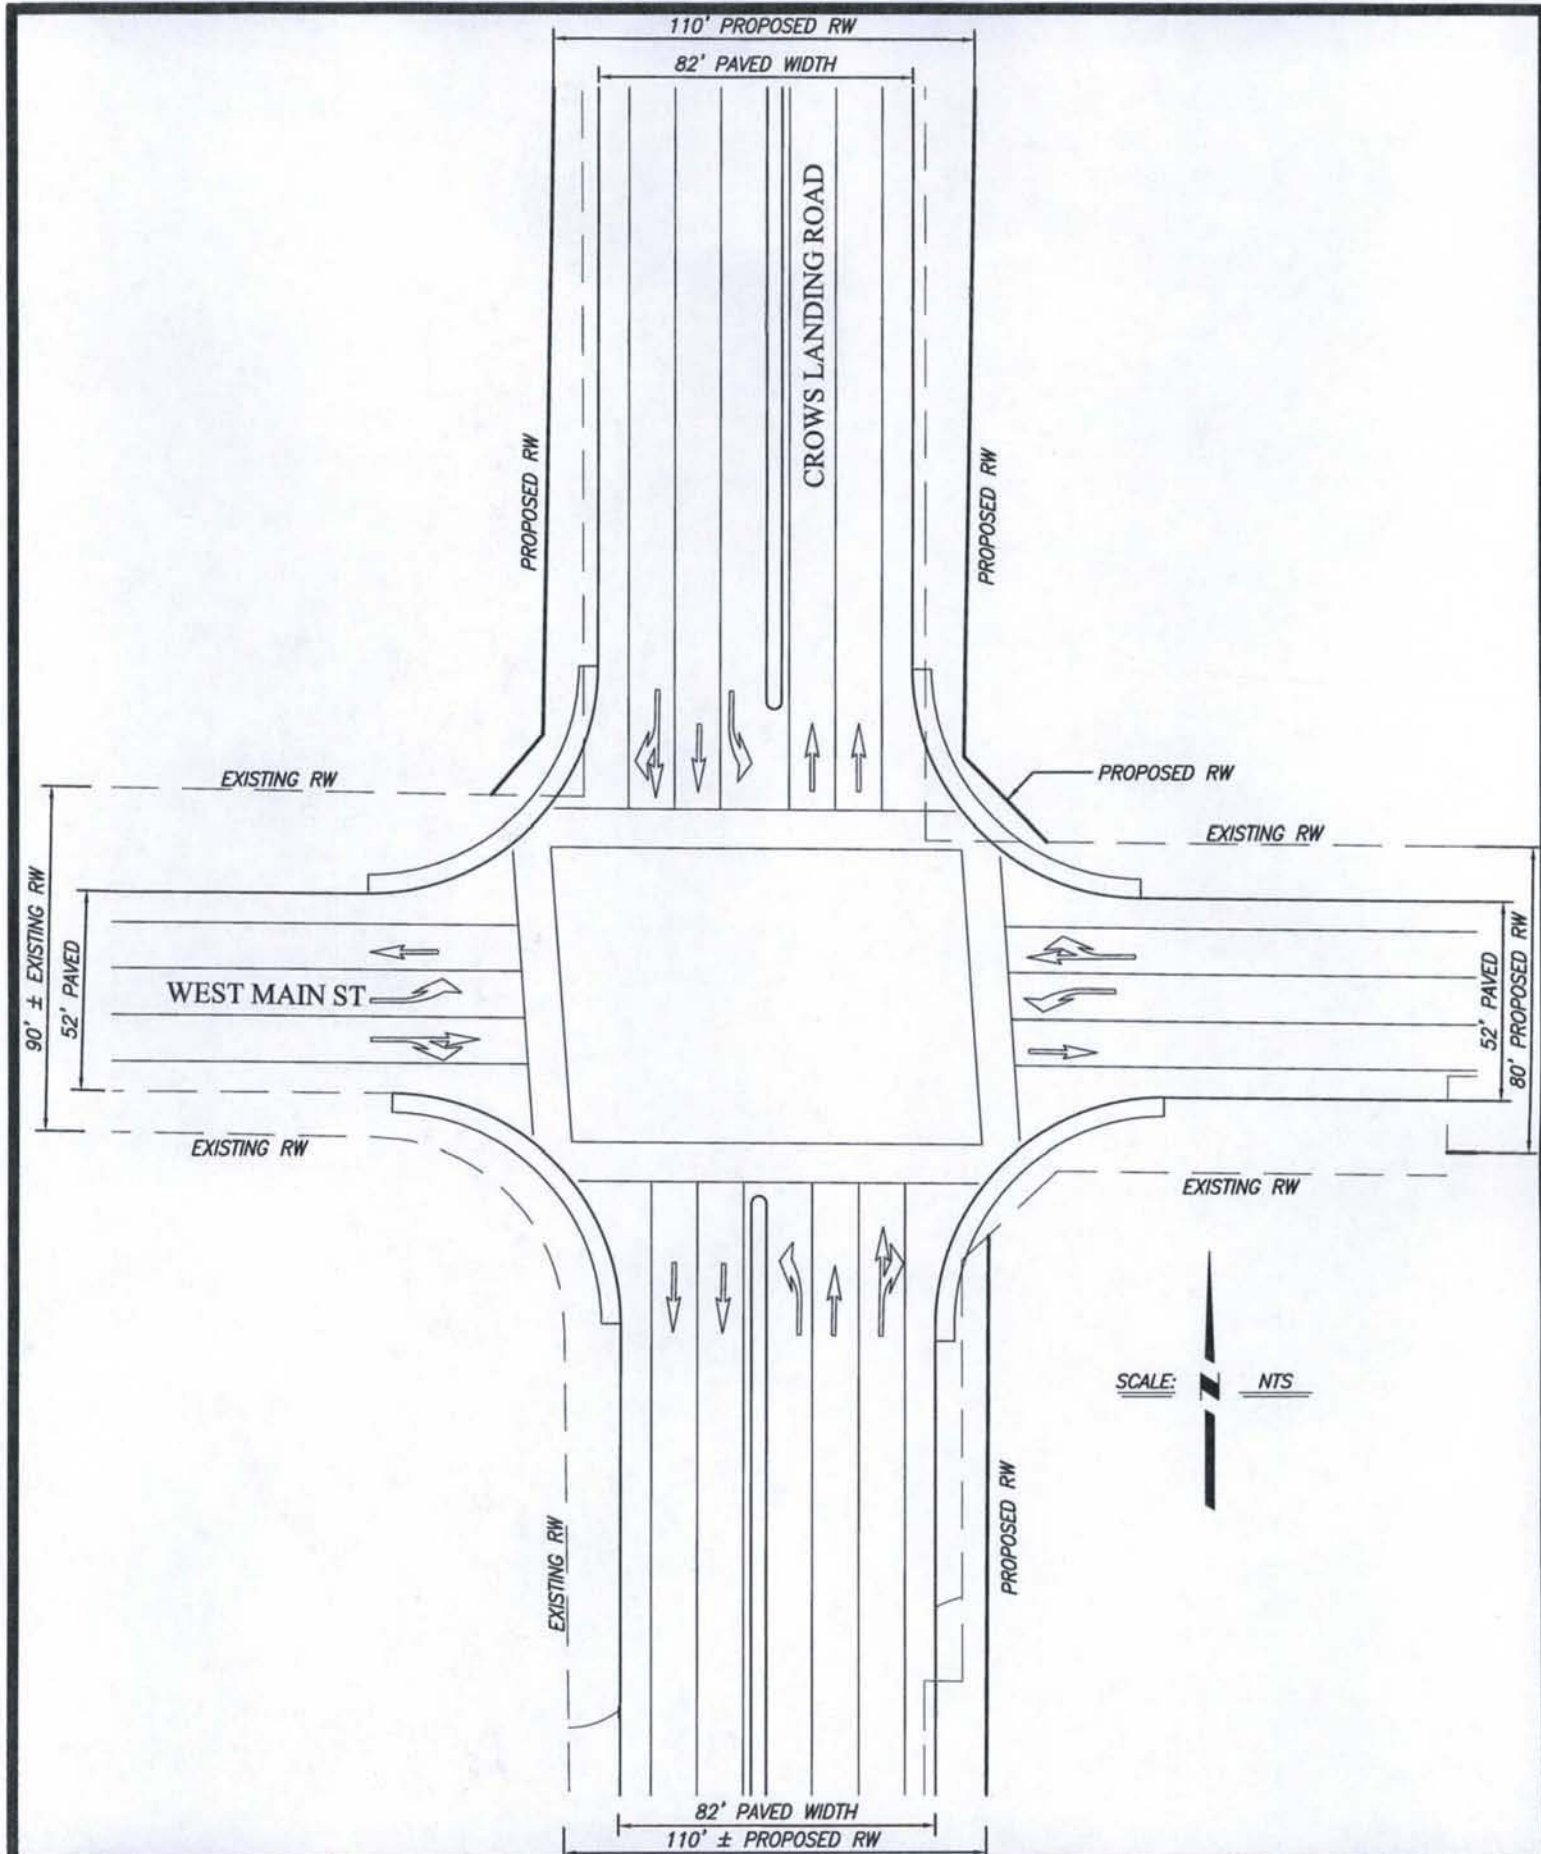 110' PROPOSED RW
82' PAVED WIDTH
CROWS LANDING ROAD
PROPOSED RW
PROPOSED RW
EXISTING RW
PROPOSED RW
EXISTING RW
90' ± EXISTING RW
52' PAVED
WEST MAIN ST
52' PAVED
80' PROPOSED RW
EXISTING RW
EXISTING RW
SCALE: N NTS
EXISTING RW
PROPOSED RW
82' PAVED WIDTH
110' ± PROPOSED RW